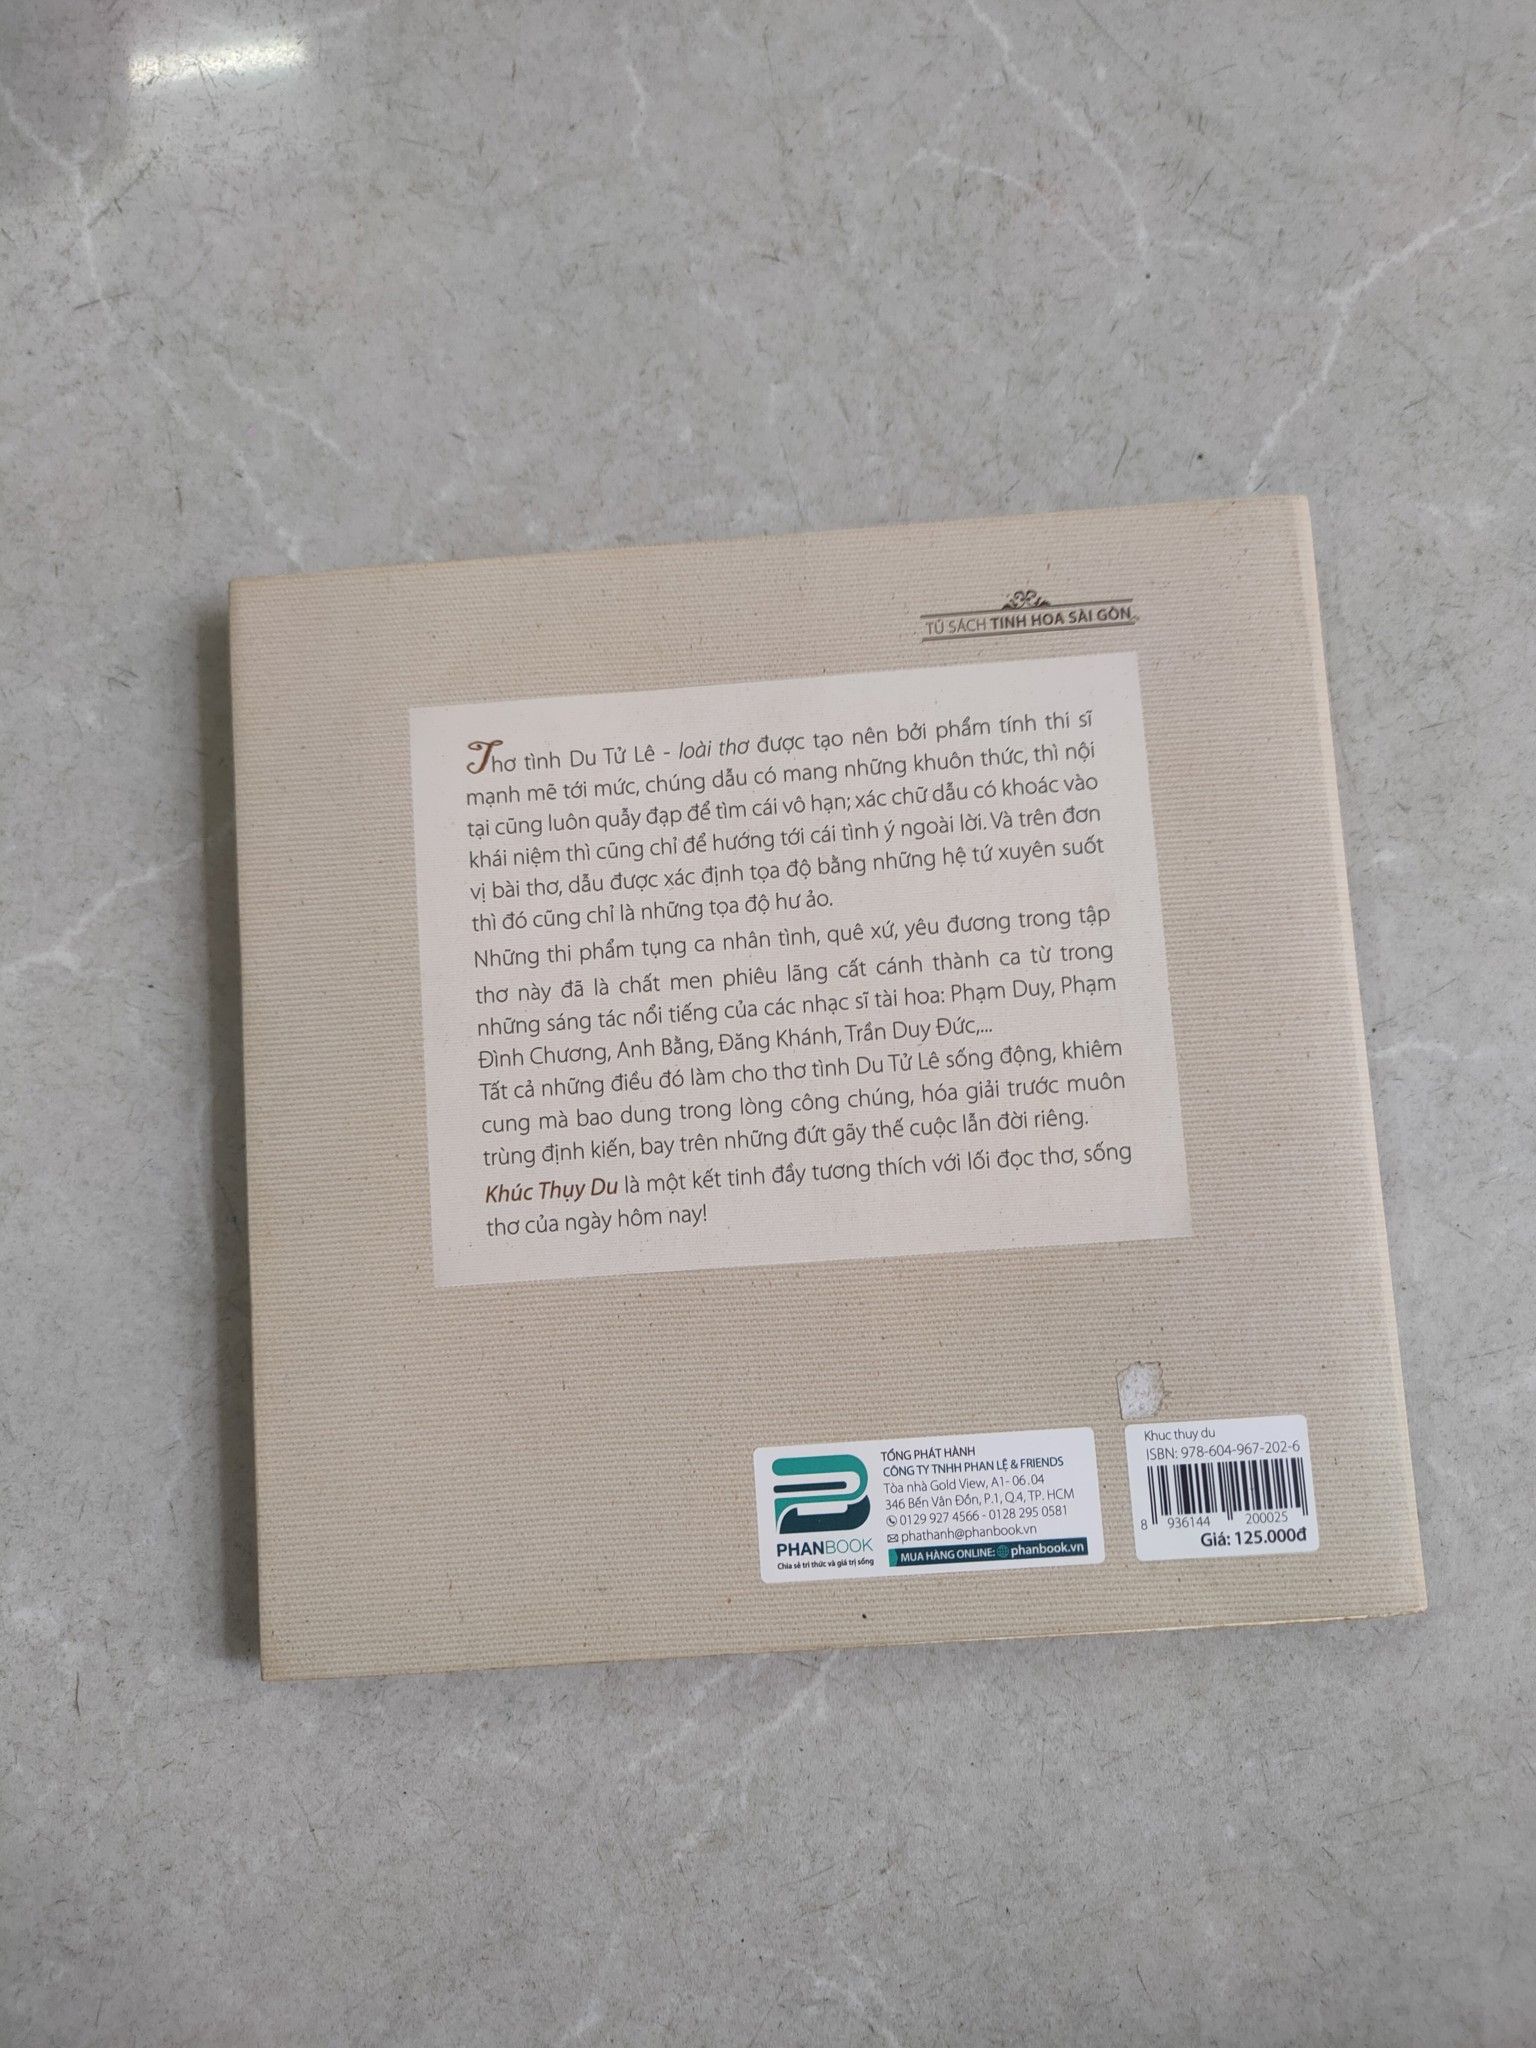 TỦ SÁCH TINH HOA SÀI GÒN
Thơ tình Du Tử Lê - loài thơ được tạo nên bởi phẩm tính thi sĩ
mạnh mẽ tới mức, chúng dẫu có mang những khuôn thức, thì nội
tại cũng luôn quẫy đạp để tìm cái vô hạn; xác chữ dẫu có khoác vào
khái niệm thì cũng chỉ để hướng tới cái tình ý ngoài lời. Và trên đơn
vị bài thơ, dẫu được xác định tọa độ bằng những hệ tứ xuyên suốt
thì đó cũng chỉ là những tọa độ hư ảo.
Những thi phẩm tụng ca nhân tình, quê xứ, yêu đương trong tập
thơ này đã là chất men phiêu lãng cất cánh thành ca từ trong
những sáng tác nổi tiếng của các nhạc sĩ tài hoa: Phạm Duy, Phạm
Đình Chương, Anh Bằng, Đăng Khánh, Trần Duy Đức,...
Tất cả những điều đó làm cho thơ tình Du Tử Lê sống động, khiêm
cung mà bao dung trong lòng công chúng, hóa giải trước muôn
trùng định kiến, bay trên những đứt gãy thế cuộc lẫn đời riêng.
Khúc Thụy Du là một kết tinh đầy tương thích với lối đọc thơ, sống
thơ của ngày hôm nay!
PHANBOOK
Chia sẻ tri thức và giá trị sống
TỔNG PHÁT HÀNH
CÔNG TY TNHH PHAN LỆ & FRIENDS
Tòa nhà Gold View, A1- 06 .04
346 Bến Vân Đồn, P.1, Q.4, TP. HCM
0129 927 4566 - 0128 295 0581
phathanh@phanbook.vn
MUA HÀNG ONLINE: phanbook.vn
Khuc thuy du
ISBN: 978-604-967-202-6
8 936144 200025
Giá: 125.000đ